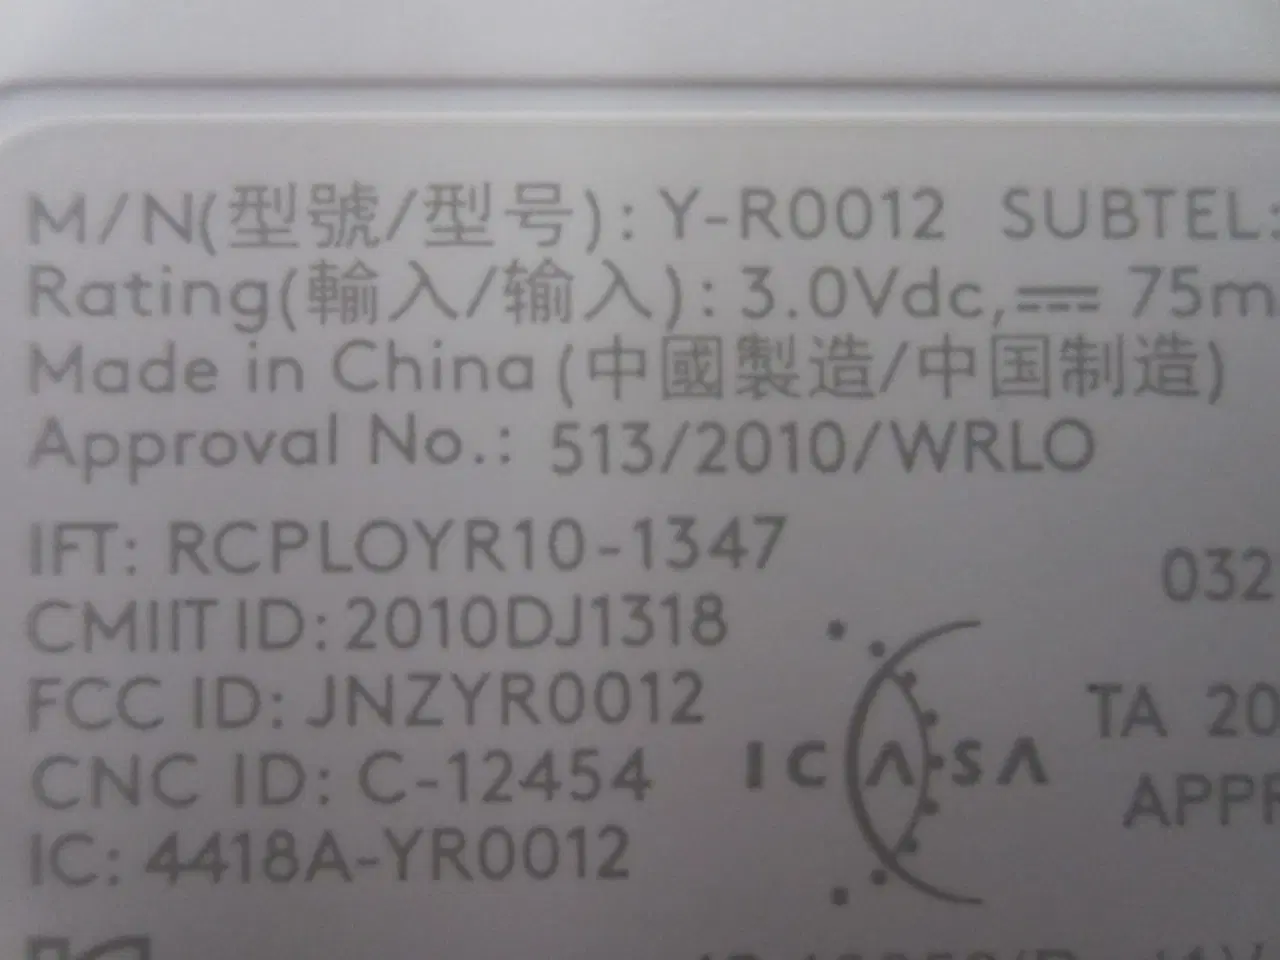 M/N(型號/型号): Y-R0012 SUBTEL:
Rating(輸入/输入): 3.0Vdc,⎓ 75m
Made in China (中國製造/中国制造)
Approval No.: 513/2010/WRLO
IFT: RCPLOYR10-1347
032
CMIIT ID: 2010DJ1318
FCC ID: JNZYR0012
TA 20
CNC ID: C-12454
ICASA
APPR
IC: 4418A-YR0012